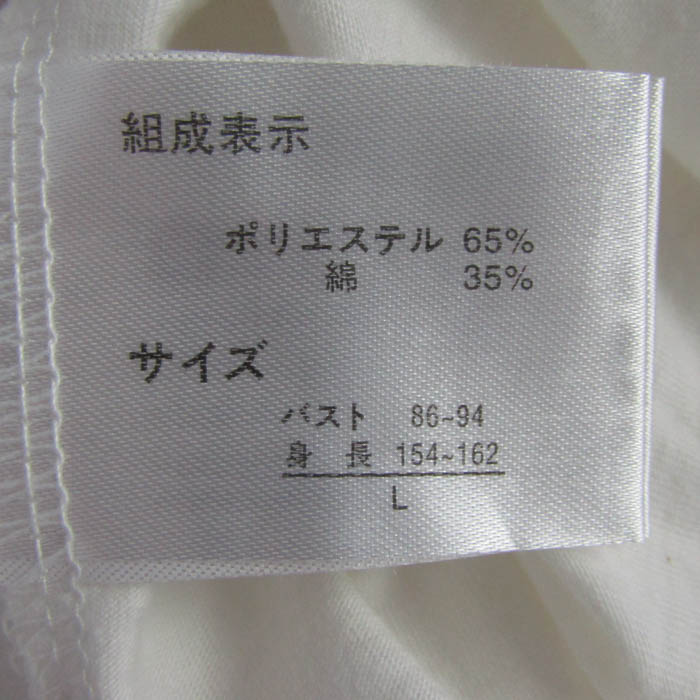 組成表示
ポリエステル 65%
綿 35%
サイズ
バスト 86~94
身長 154~162
L